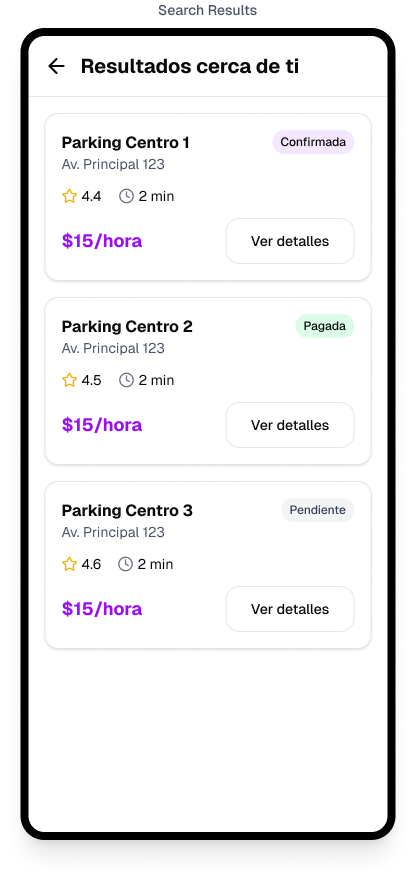 Search Results
Resultados cerca de ti
Parking Centro 1
Confirmada
Av. Principal 123
4.4 2 min
$15/hora
Ver detalles
Parking Centro 2
Pagada
Av. Principal 123
4.5 2 min
$15/hora
Ver detalles
Parking Centro 3
Pendiente
Av. Principal 123
4.6 2 min
$15/hora
Ver detalles